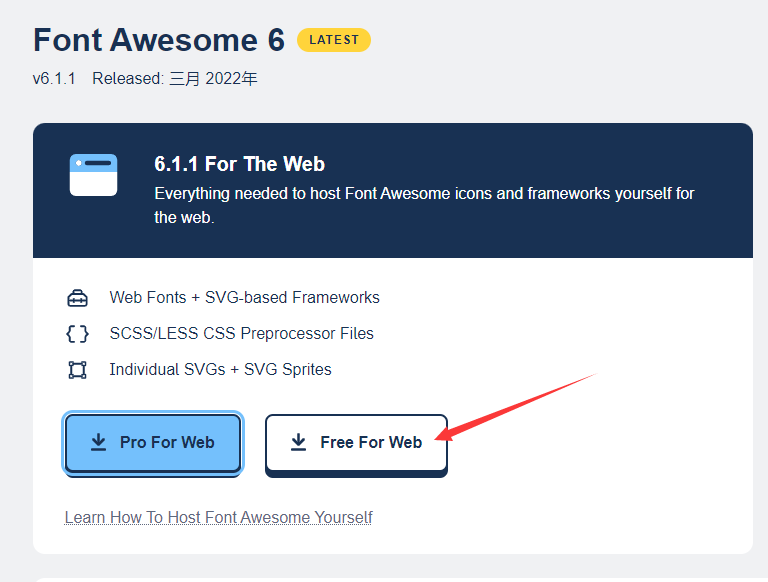 Font Awesome 6 LATEST
v6.1.1 Released: 三月 2022年
6.1.1 For The Web
Everything needed to host Font Awesome icons and frameworks yourself for
the web.
Web Fonts + SVG-based Frameworks
SCSS/LESS CSS Preprocessor Files
Individual SVGs + SVG Sprites
Pro For Web Free For Web
Learn How To Host Font Awesome Yourself